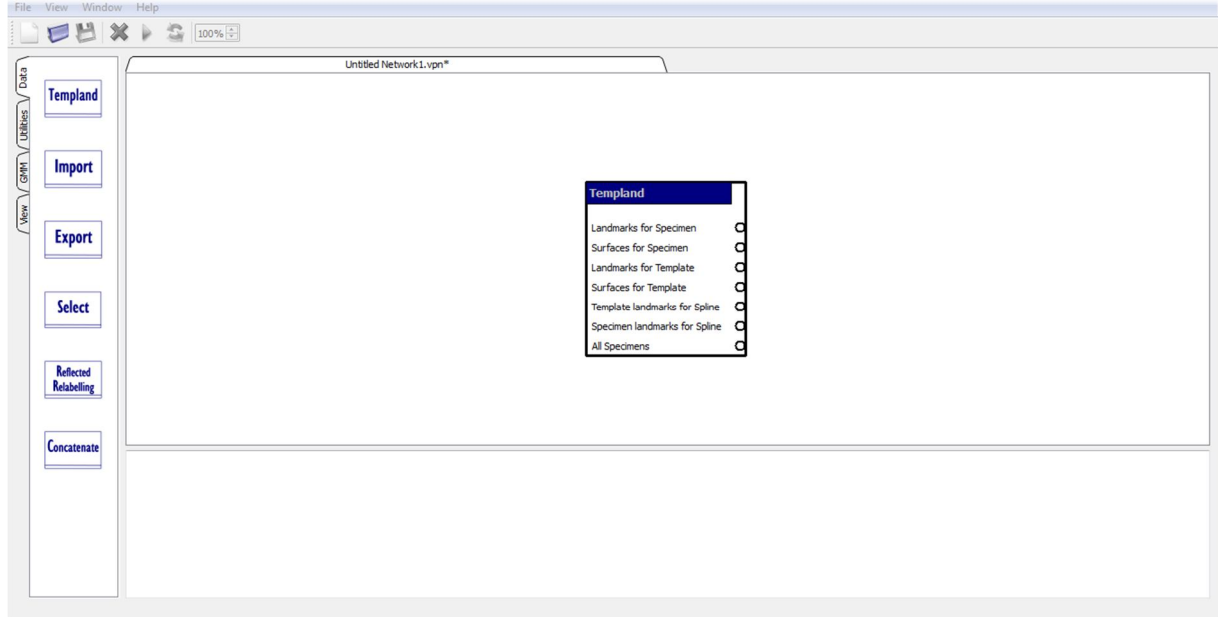 File View Window Help
100%
Untitled Network1.vpn*
Data
Utilities
GMM
View
Templand
Import
Export
Select
Reflected
Relabelling
Concatenate
Templand
Landmarks for Specimen
Surfaces for Specimen
Landmarks for Template
Surfaces for Template
Template landmarks for Spline
Specimen landmarks for Spline
All Specimens